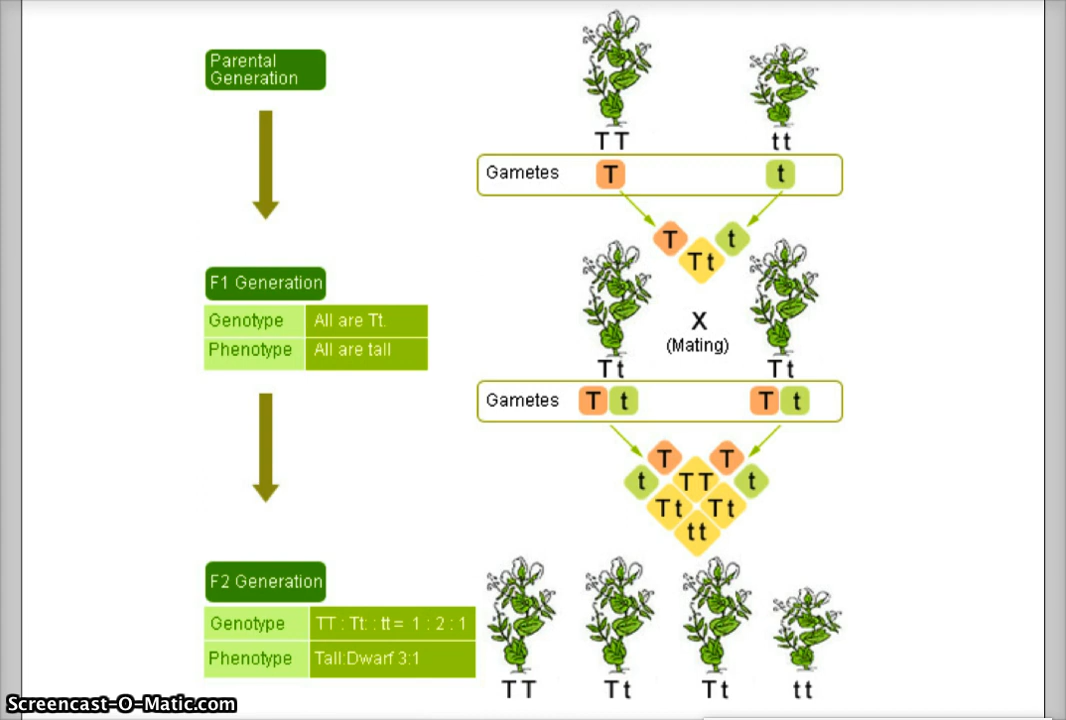 Parental
Generation
TT
tt
Gametes
T
t
T
t
Tt
F1 Generation
Genotype
All are Tt.
Phenotype
All are tall
X
(Mating)
Tt
Tt
Gametes
T
t
T
t
T
T
t
TT
t
Tt
Tt
tt
F2 Generation
Genotype
TT : Tt: : tt = 1 : 2 : 1
Phenotype
Tall:Dwarf 3:1
TT
Tt
Tt
tt
Screencast-O-Matic.com